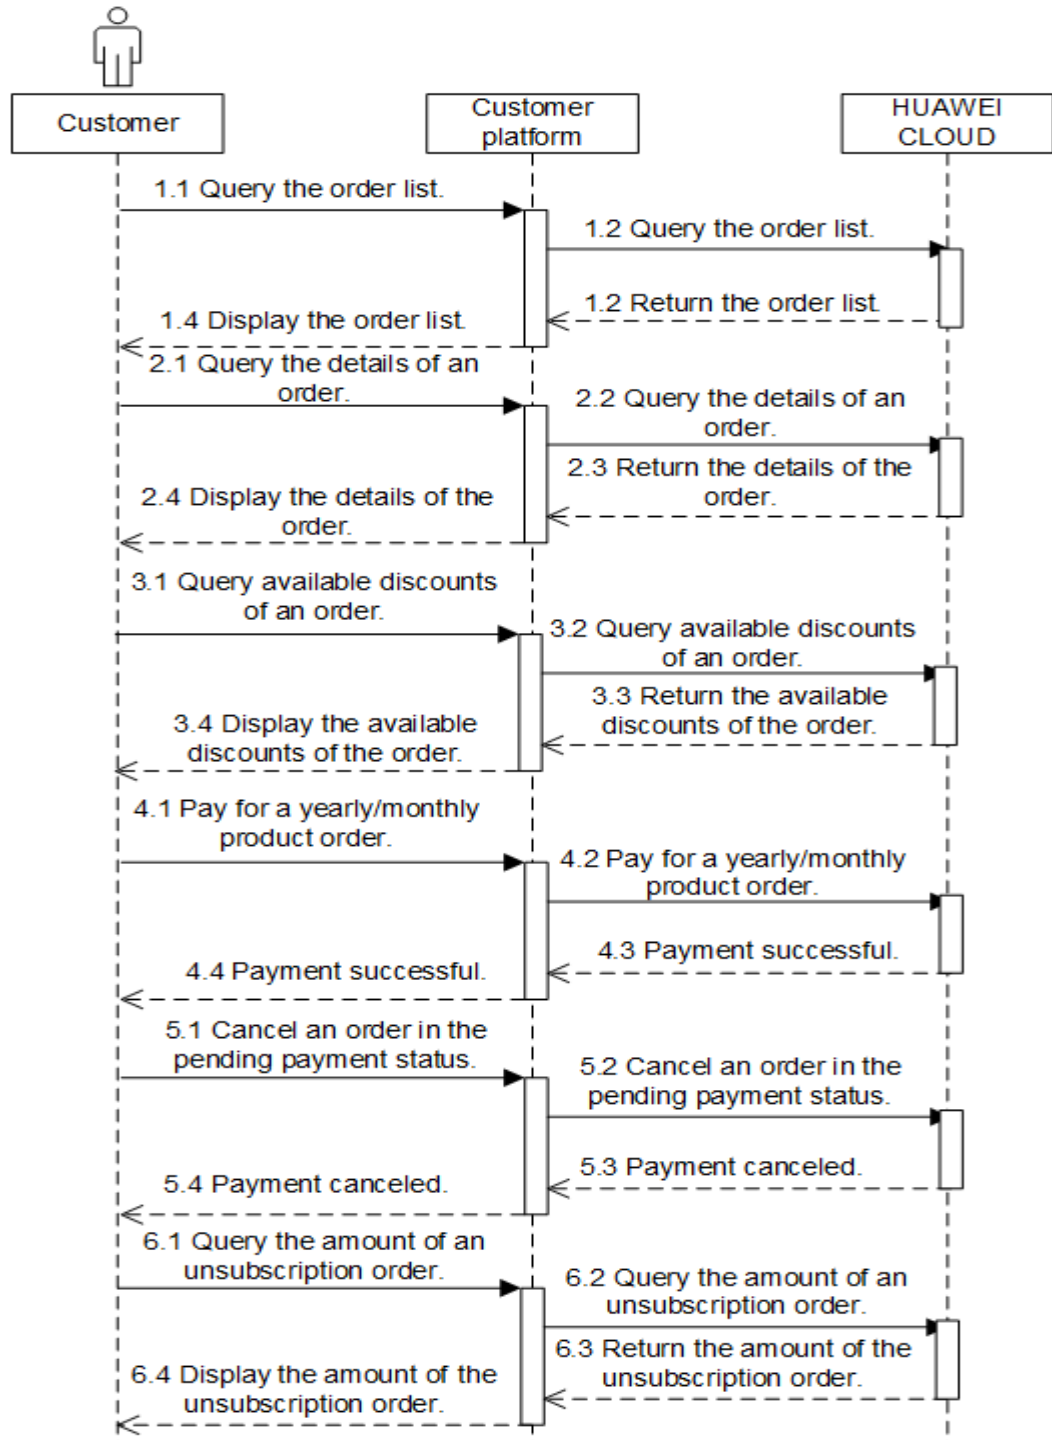 Customer
Customer
platform
HUAWEI
CLOUD
1.1 Query the order list.
1.2 Query the order list.
1.2 Return the order list.
1.4 Display the order list.
2.1 Query the details of an
order.
2.2 Query the details of an
order.
2.3 Return the details of the
order.
2.4 Display the details of the
order.
3.1 Query available discounts
of an order.
3.2 Query available discounts
of an order.
3.3 Return the available
discounts of the order.
3.4 Display the available
discounts of the order.
4.1 Pay for a yearly/monthly
product order.
4.2 Pay for a yearly/monthly
product order.
4.3 Payment successful.
4.4 Payment successful.
5.1 Cancel an order in the
pending payment status.
5.2 Cancel an order in the
pending payment status.
5.3 Payment canceled.
5.4 Payment canceled.
6.1 Query the amount of an
unsubscription order.
6.2 Query the amount of an
unsubscription order.
6.3 Return the amount of the
unsubscription order.
6.4 Display the amount of the
unsubscription order.